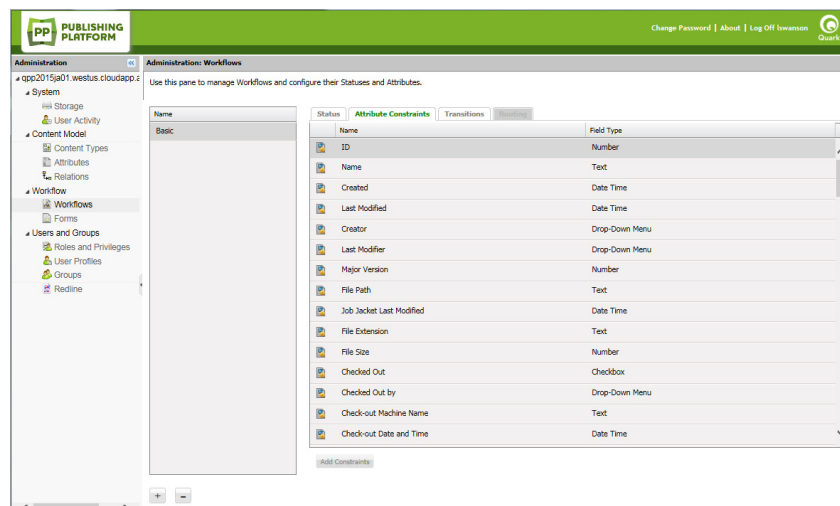 PP PUBLISHING PLATFORM
Change Password | About | Log Off lswanson
Quark
Administration
Administration: Workflows
qpp2015ja01.westus.cloudapp.a
Use this pane to manage Workflows and configure their Statuses and Attributes.
System
Storage
User Activity
Content Model
Content Types
Attributes
Relations
Workflow
Workflows
Forms
Users and Groups
Roles and Privileges
User Profiles
Groups
Redline
Name
Basic
Status Attribute Constraints Transitions Routing
Name Field Type
ID Number
Name Text
Created Date Time
Last Modified Date Time
Creator Drop-Down Menu
Last Modifier Drop-Down Menu
Major Version Number
File Path Text
Job Jacket Last Modified Date Time
File Extension Text
File Size Number
Checked Out Checkbox
Checked Out by Drop-Down Menu
Check-out Machine Name Text
Check-out Date and Time Date Time
Add Constraints
+ -